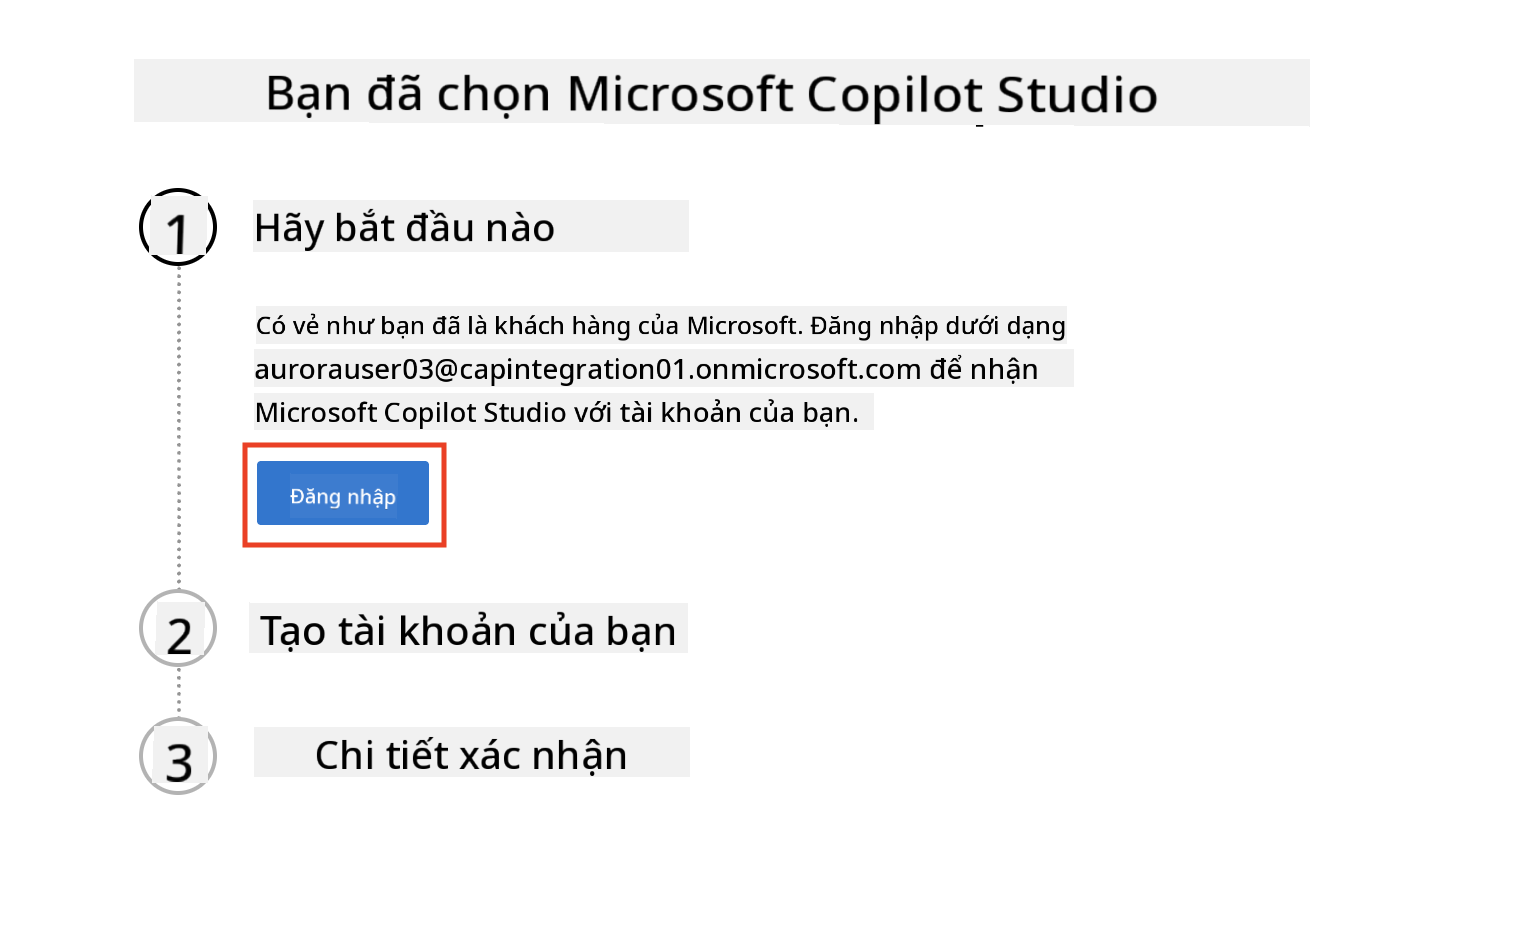 Bạn đã chọn Microsoft Copilot Studio
1
Hãy bắt đầu nào
Có vẻ như bạn đã là khách hàng của Microsoft. Đăng nhập dưới dạng
aurorauser03@capintegration01.onmicrosoft.com để nhận
Microsoft Copilot Studio với tài khoản của bạn.
Đăng nhập
2
Tạo tài khoản của bạn
3
Chi tiết xác nhận